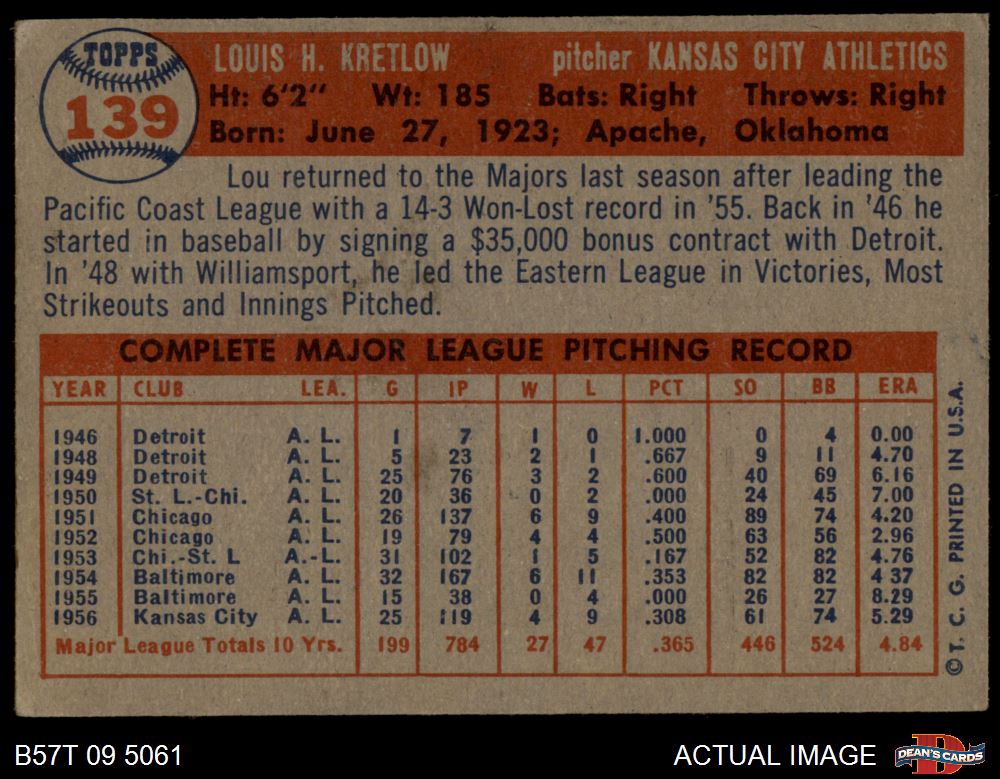 TOPPS
139
LOUIS H. KRETLOW pitcher KANSAS CITY ATHLETICS
Ht: 6'2" Wt: 185 Bats: Right Throws: Right
Born: June 27, 1923; Apache, Oklahoma
Lou returned to the Majors last season after leading the
Pacific Coast League with a 14-3 Won-Lost record in '55. Back in '46 he
started in baseball by signing a $35,000 bonus contract with Detroit.
In '48 with Williamsport, he led the Eastern League in Victories, Most
Strikeouts and Innings Pitched.
COMPLETE MAJOR LEAGUE PITCHING RECORD
YEAR CLUB LEA. G IP W L PCT SO BB ERA
1946 Detroit A. L. 1 7 1 0 1.000 0 4 0.00
1948 Detroit A. L. 5 23 2 1 .667 9 11 4.70
1949 Detroit A. L. 25 76 3 2 .600 40 69 6.16
1950 St. L.-Chi. A. L. 20 36 0 2 .000 24 45 7.00
1951 Chicago A. L. 26 137 6 9 .400 89 74 4.20
1952 Chicago A. L. 19 79 4 4 .500 63 56 2.96
1953 Chi.-St. L A.-L. 31 102 1 5 .167 52 82 4.76
1954 Baltimore A. L. 32 167 6 11 .353 82 82 4 37
1955 Baltimore A. L. 15 38 0 4 .000 26 27 8.29
1956 Kansas City A. L. 25 119 4 9 .308 61 74 5.29
Major League Totals 10 Yrs. 199 784 27 47 .365 446 524 4.84
© T. C. G. PRINTED IN U.S.A.
B57T 09 5061 ACTUAL IMAGE
D
DEAN'S CARDS